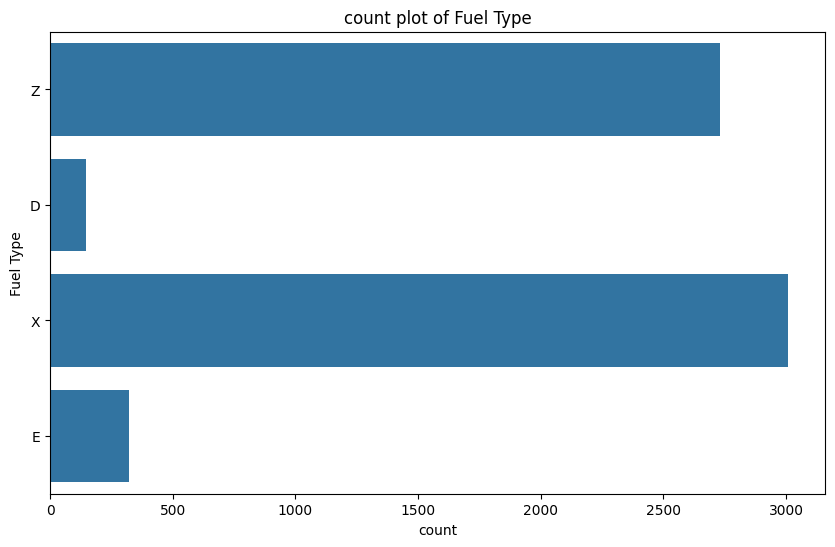 count plot of Fuel Type
Z
D
X
E
Fuel Type
0 500 1000 1500 2000 2500 3000
count